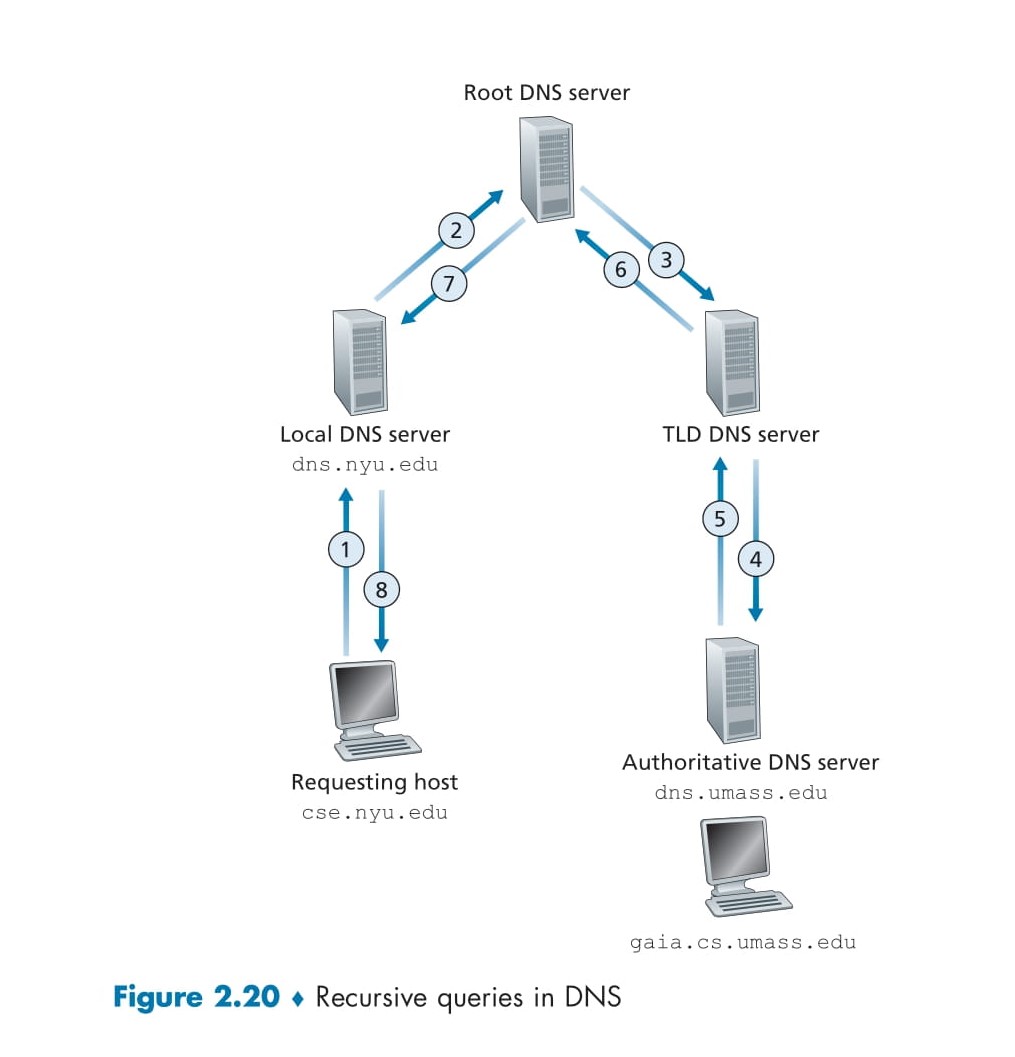 Root DNS server
2
3
6
7
Local DNS server
dns.nyu.edu
TLD DNS server
5
1
4
8
Authoritative DNS server
dns.umass.edu
Requesting host
cse.nyu.edu
gaia.cs.umass.edu
Figure 2.20 ♦ Recursive queries in DNS